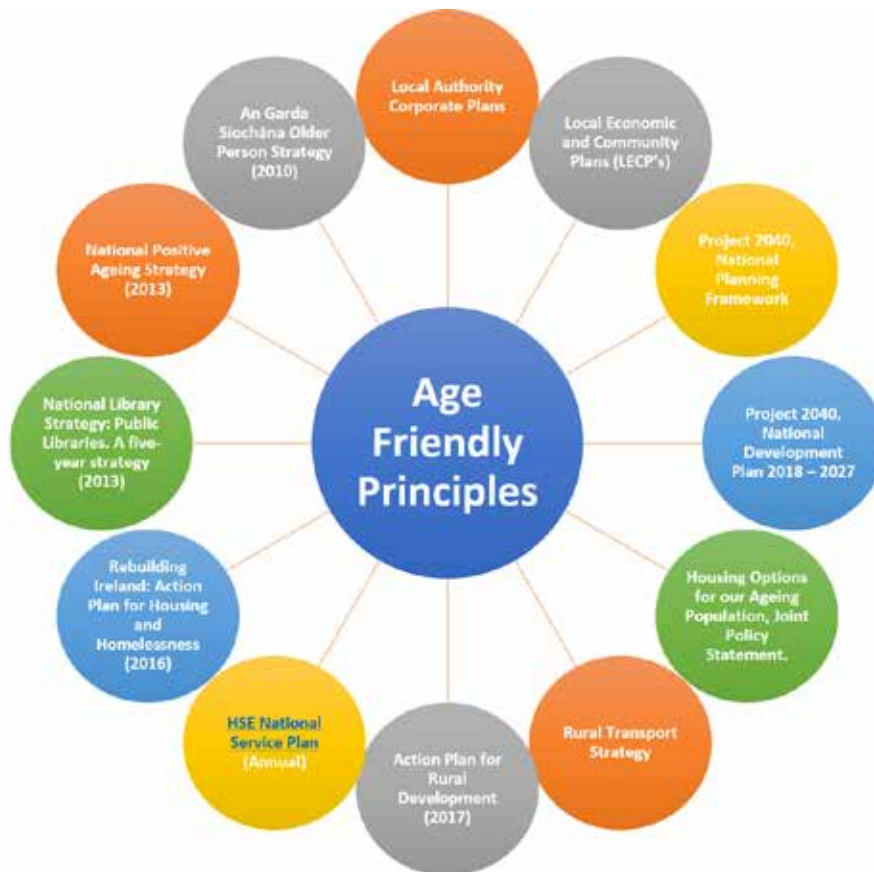 Age
Friendly
Principles
Local Authority
Corporate Plans
Local Economic
and Community
Plans (LECP's)
Project 2040,
National
Planning
Framework
Project 2040,
National
Development
Plan 2018 – 2027
Housing Options
for our Ageing
Population, Joint
Policy
Statement.
Rural Transport
Strategy
Action Plan for
Rural
Development
(2017)
HSE National
Service Plan
(Annual)
Rebuilding
Ireland: Action
Plan for Housing
and
Homelessness
(2016)
National Library
Strategy: Public
Libraries. A five-
year strategy
(2013)
National Positive
Ageing Strategy
(2013)
An Garda
Síochána Older
Person Strategy
(2010)